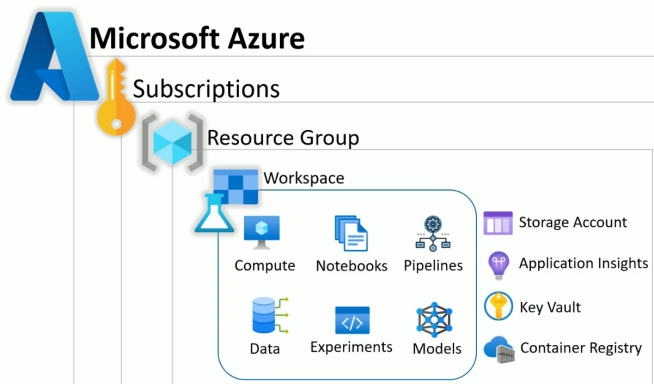 Microsoft Azure
Subscriptions
Resource Group
Workspace
Compute Notebooks Pipelines
Data Experiments Models
Storage Account
Application Insights
Key Vault
Container Registry